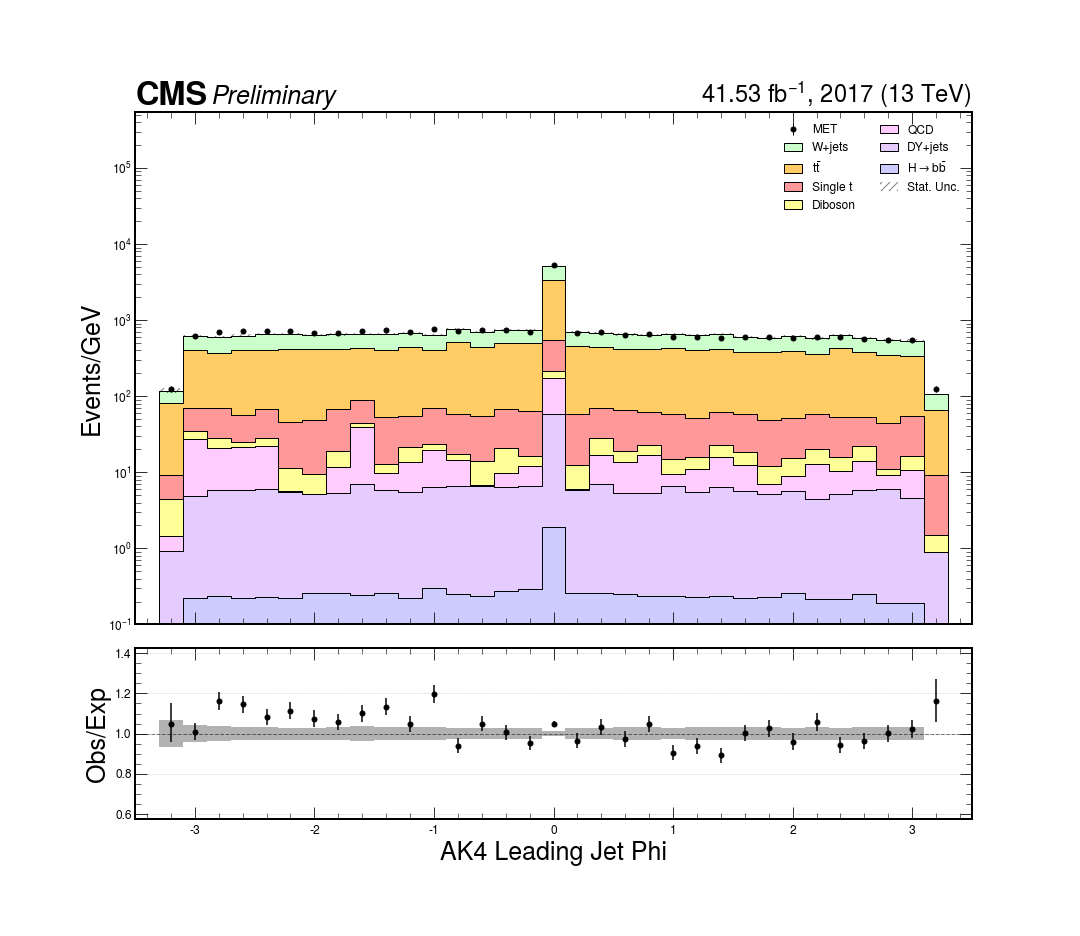 CMS Preliminary
41.53 fb⁻¹, 2017 (13 TeV)
MET
W+jets
tt̄
Single t
Diboson
QCD
DY+jets
H→bb̄
Stat. Unc.
Events/GeV
10⁵
10⁴
10³
10²
10¹
10⁰
10⁻¹
Obs/Exp
1.4
1.2
1.0
0.8
0.6
-3 -2 -1 0 1 2 3
AK4 Leading Jet Phi